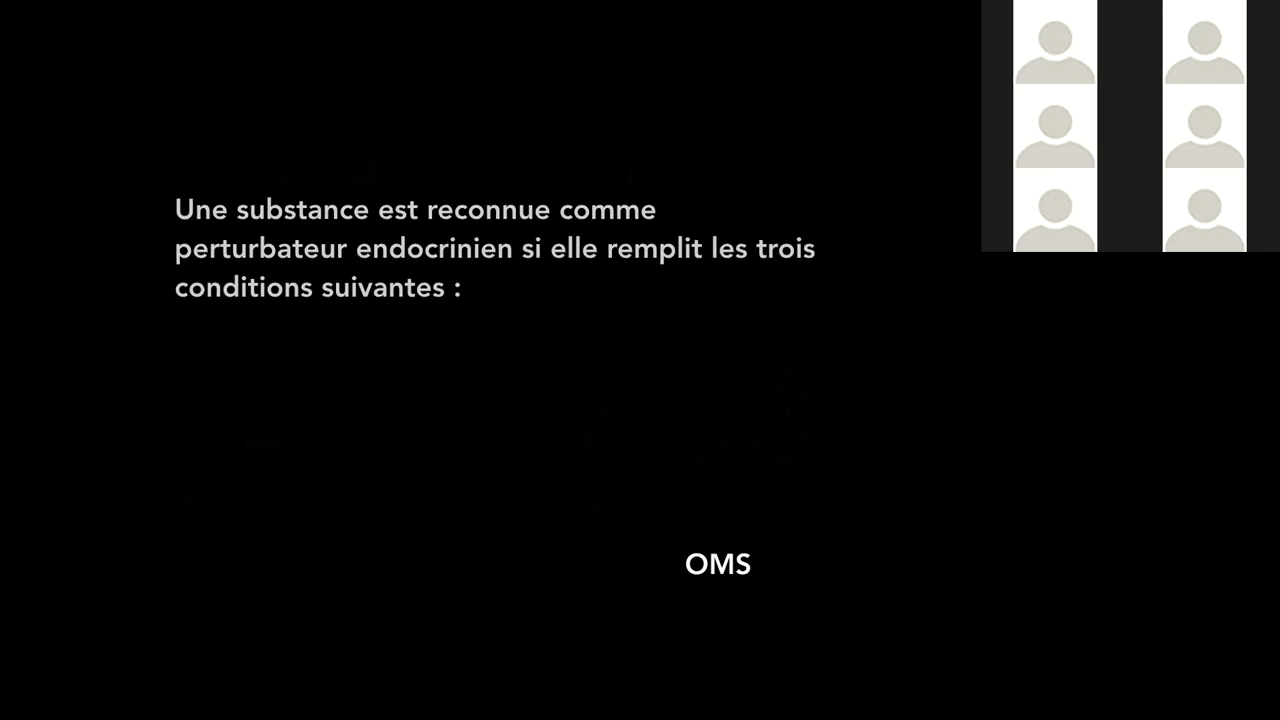 Une substance est reconnue comme
perturbateur endocrinien si elle remplit les trois
conditions suivantes :
OMS